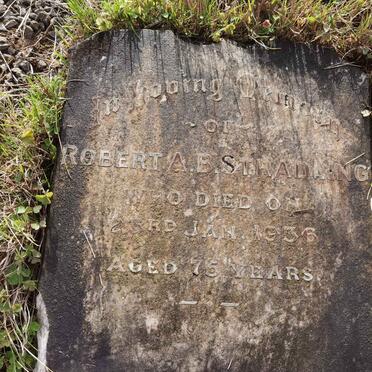 In Loving Memory
- of -
ROBERT A.B. STRADLING
WHO DIED ON
23RD JAN. 1936
AGED 75 YEARS